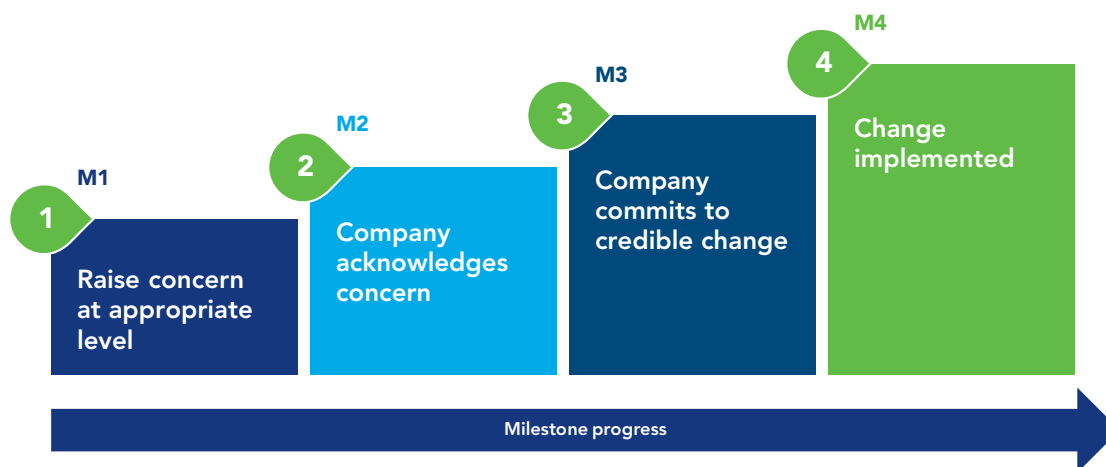 M1
1
Raise concern
at appropriate
level
M2
2
Company
acknowledges
concern
M3
3
Company
commits to
credible change
M4
4
Change
implemented
Milestone progress